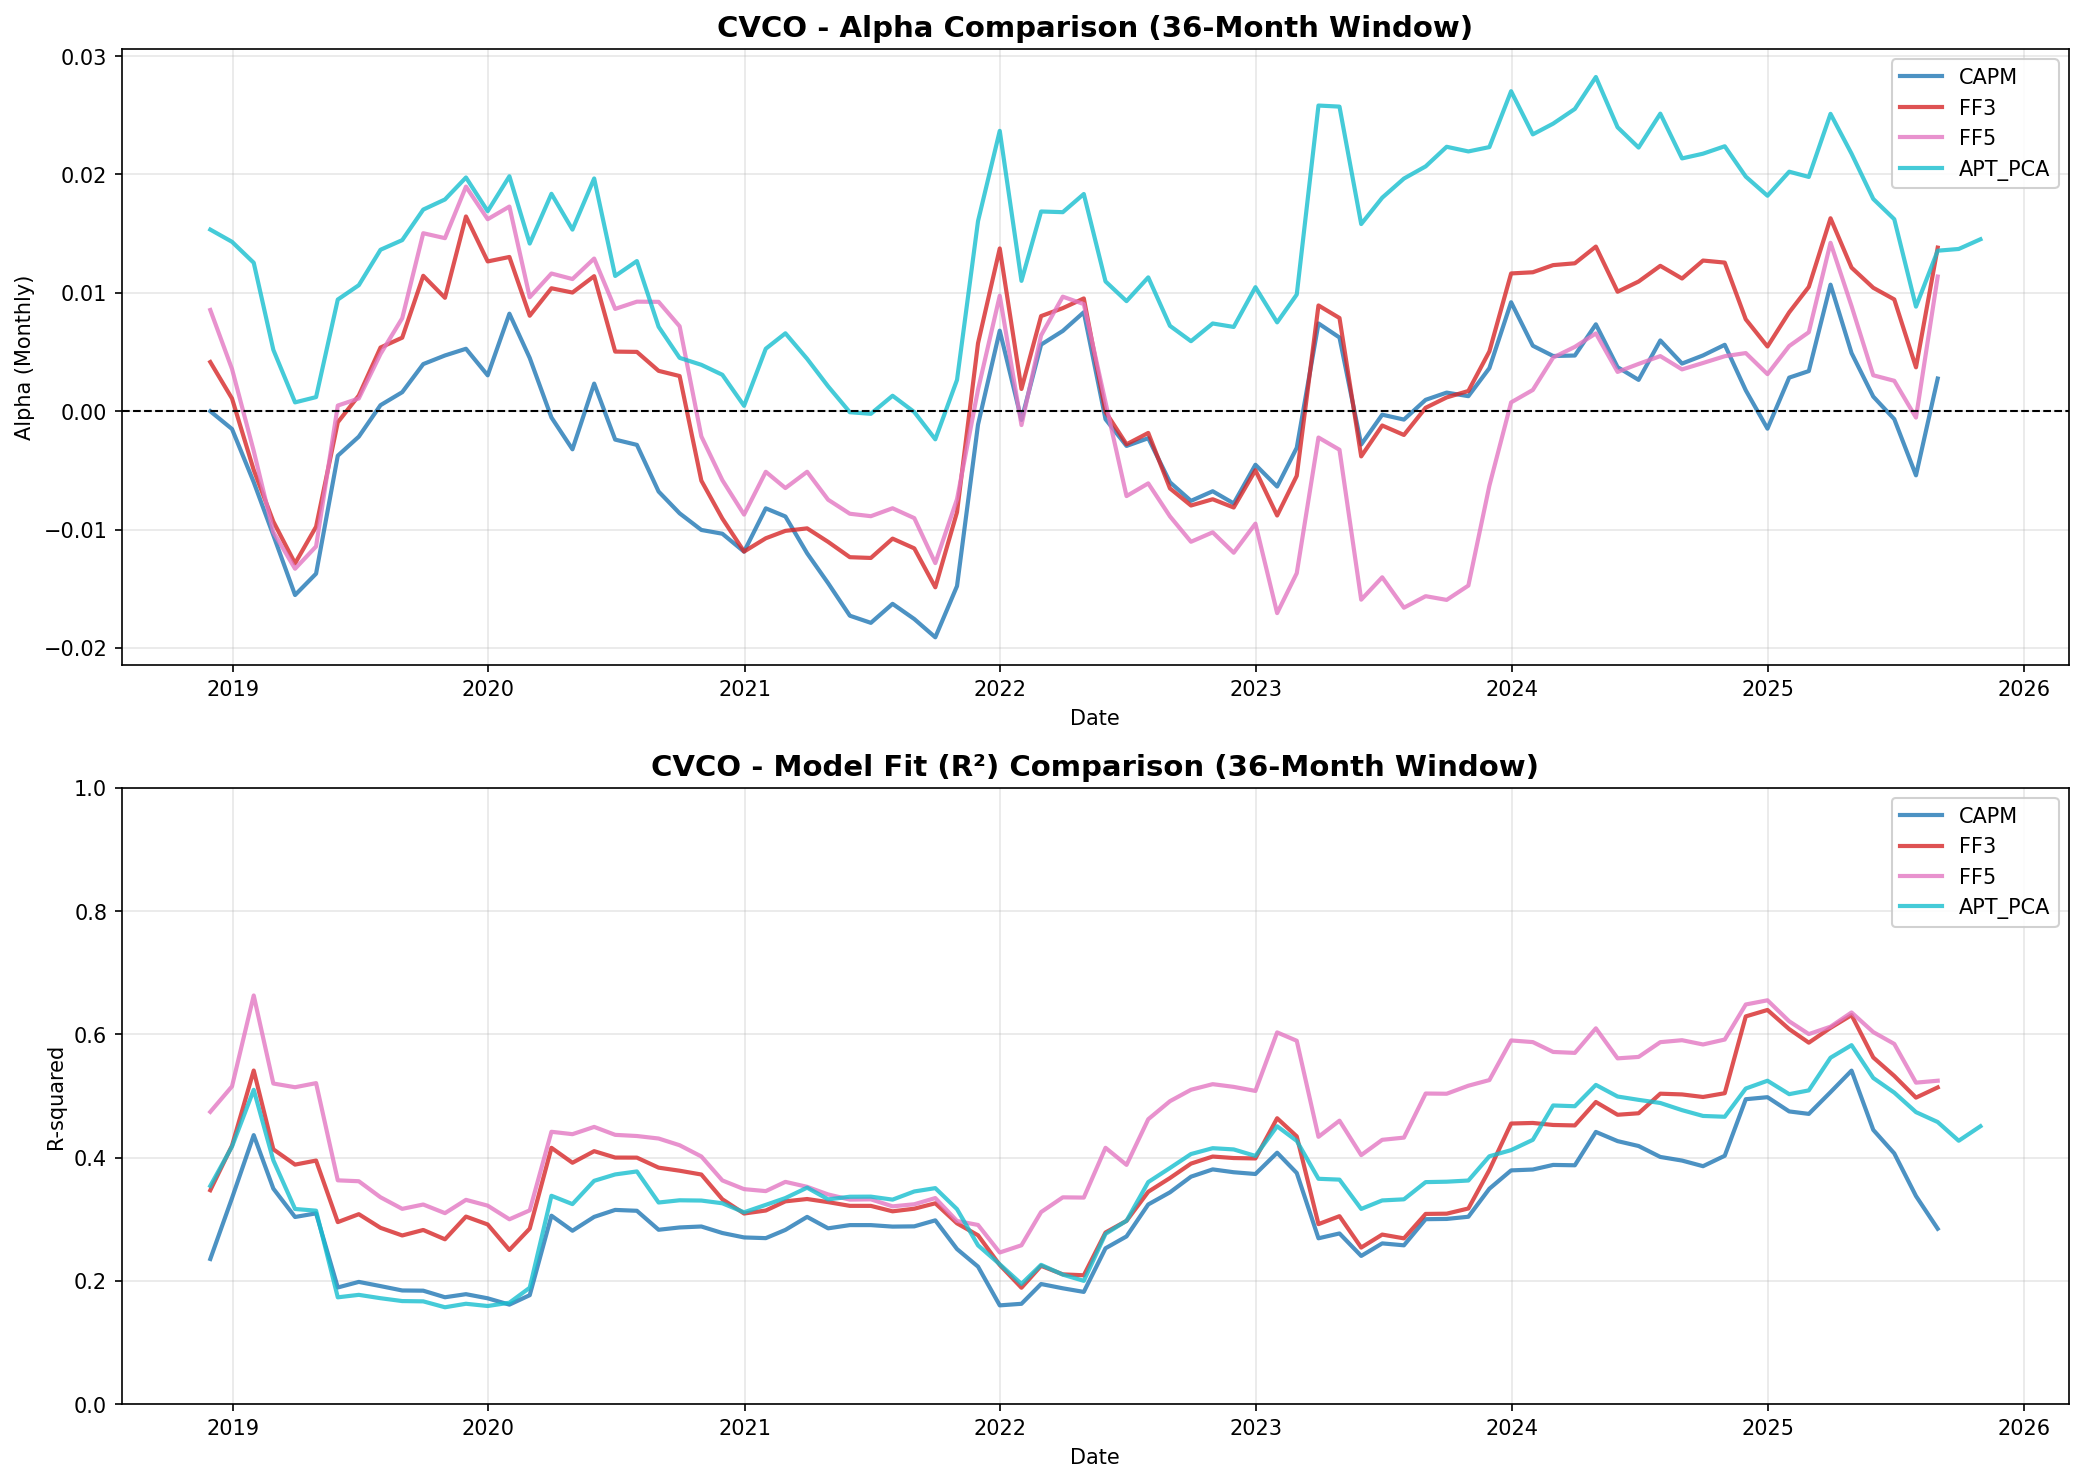 CVCO - Alpha Comparison (36-Month Window)
0.03
0.02
0.01
0.00
−0.01
−0.02
Alpha (Monthly)
CAPM
FF3
FF5
APT_PCA
2019 2020 2021 2022 2023 2024 2025 2026
Date
CVCO - Model Fit (R²) Comparison (36-Month Window)
1.0
0.8
0.6
0.4
0.2
0.0
R-squared
CAPM
FF3
FF5
APT_PCA
2019 2020 2021 2022 2023 2024 2025 2026
Date